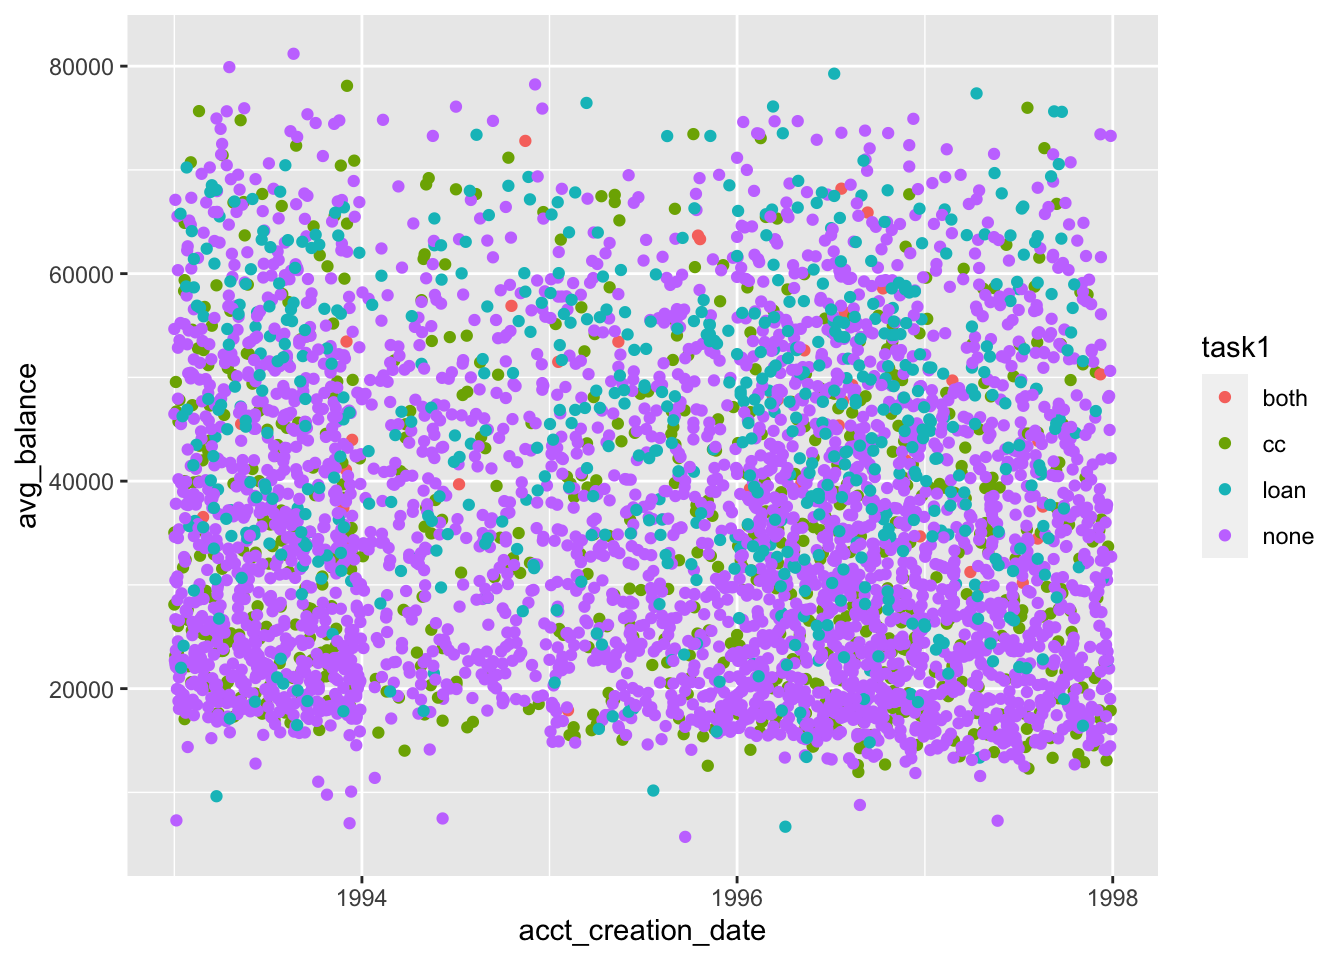 80000
60000
40000
20000
avg_balance
1994
1996
1998
acct_creation_date
task1
both
cc
loan
none